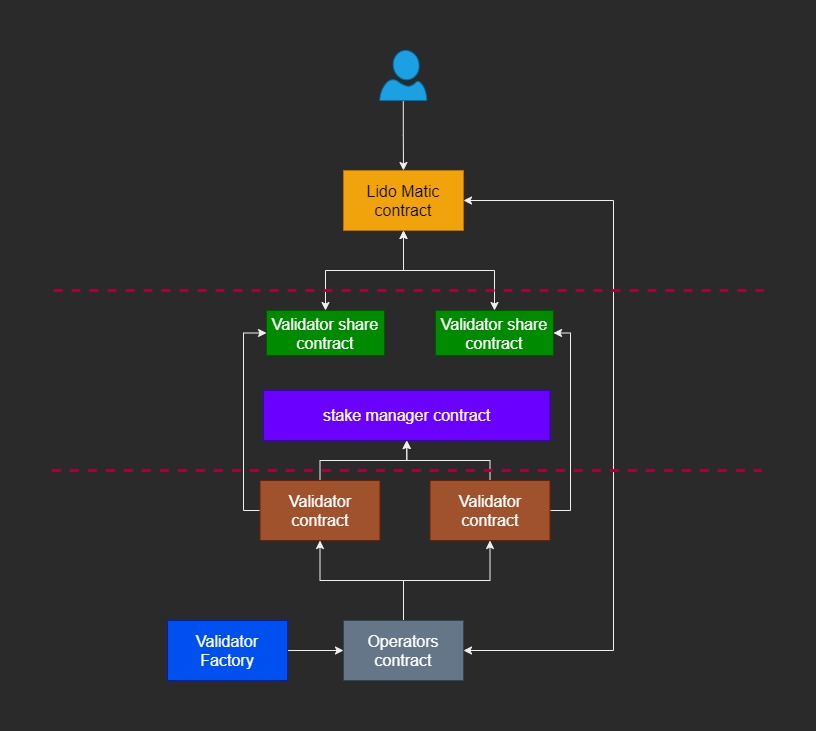 Lido Matic
contract
Validator share
contract
Validator share
contract
stake manager contract
Validator
contract
Validator
contract
Validator
Factory
Operators
contract